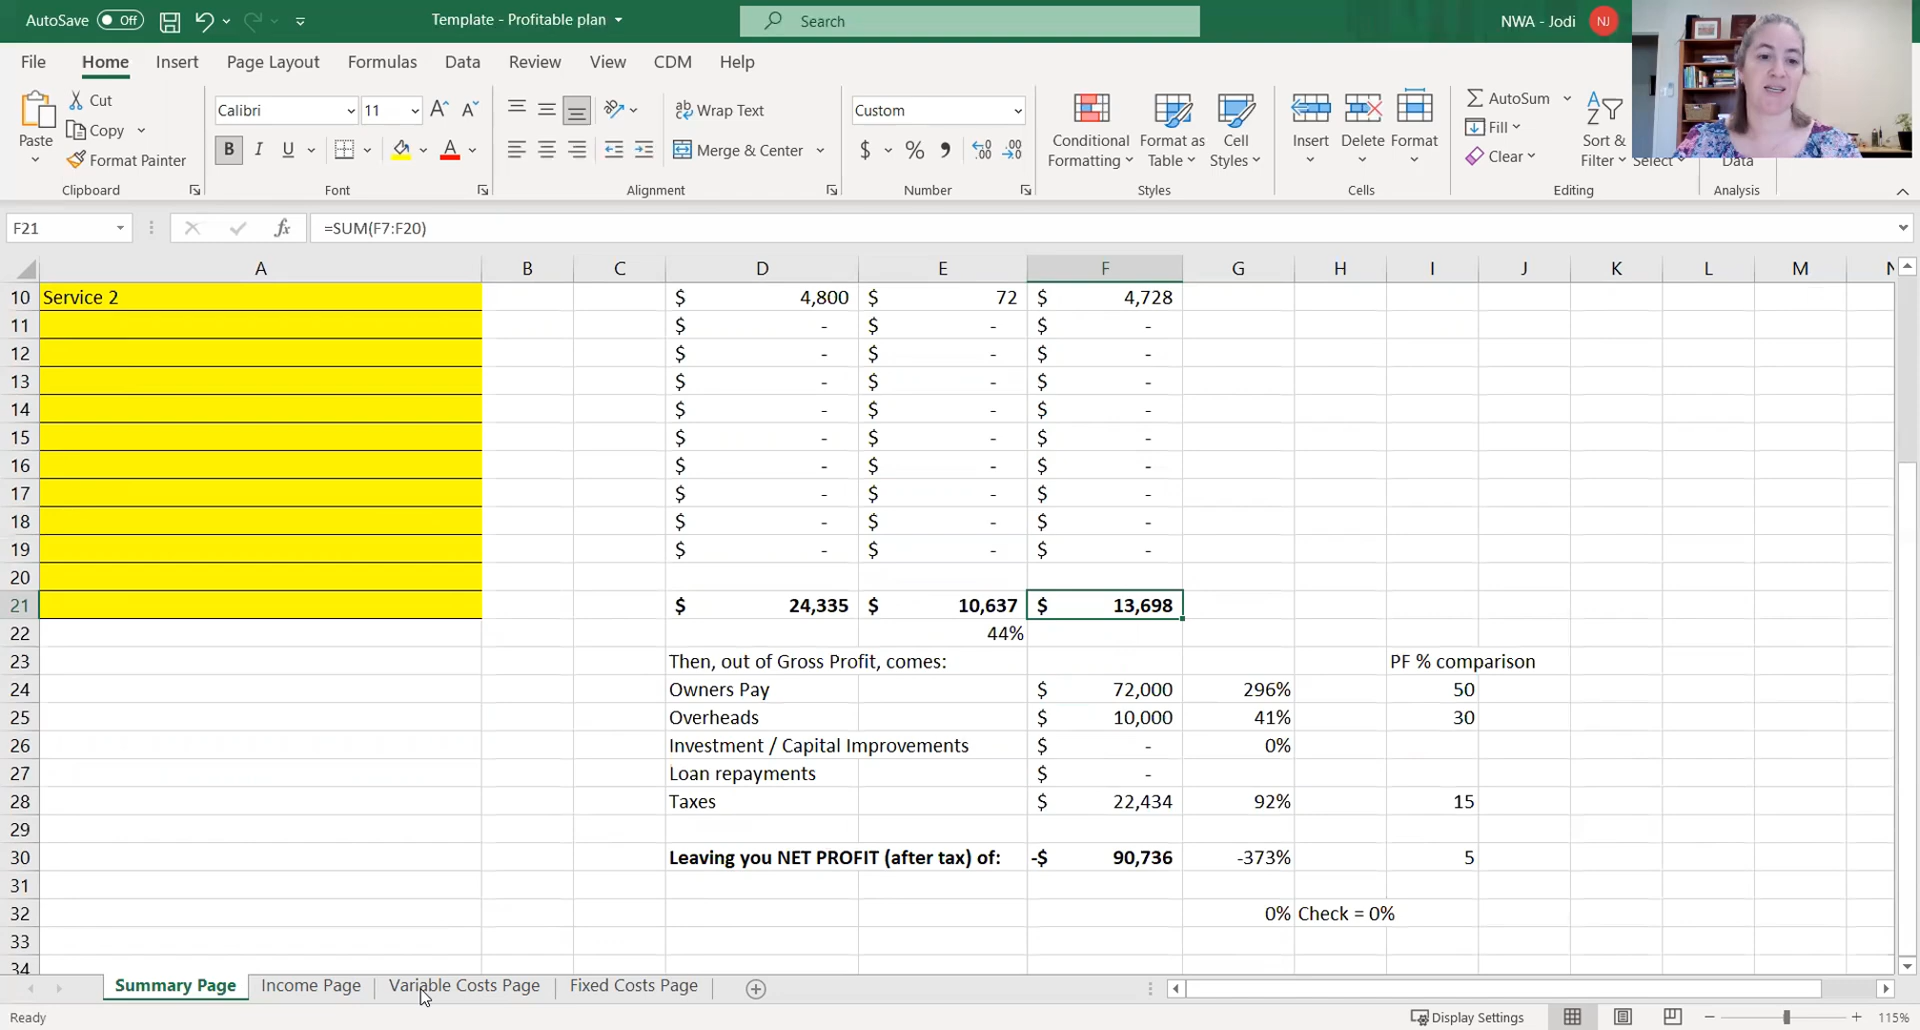 AutoSave Off Template - Profitable plan Search NWA - Jodi NJ
File Home Insert Page Layout Formulas Data Review View CDM Help
Paste Cut Copy Format Painter Clipboard
Calibri 11 A A B I U A Font
ab Wrap Text Merge & Center Alignment
Custom $ % Number
Conditional Formatting Format as Table Cell Styles Styles
Insert Delete Format Cells
AutoSum Fill Clear Sort & Filter Select Editing
Data Analysis
F21 fx =SUM(F7:F20)
A B C D E F G H I J K L M N
10 Service 2 $ 4,800 $ 72 $ 4,728
11 $ - $ - $ -
12 $ - $ - $ -
13 $ - $ - $ -
14 $ - $ - $ -
15 $ - $ - $ -
16 $ - $ - $ -
17 $ - $ - $ -
18 $ - $ - $ -
19 $ - $ - $ -
20
21 $ 24,335 $ 10,637 $ 13,698
22 44%
23 Then, out of Gross Profit, comes: PF % comparison
24 Owners Pay $ 72,000 296% 50
25 Overheads $ 10,000 41% 30
26 Investment / Capital Improvements $ - 0%
27 Loan repayments $ -
28 Taxes $ 22,434 92% 15
29
30 Leaving you NET PROFIT (after tax) of: -$ 90,736 -373% 5
31
32 0% Check = 0%
33
34
Summary Page Income Page Variable Costs Page Fixed Costs Page
Ready Display Settings 115%